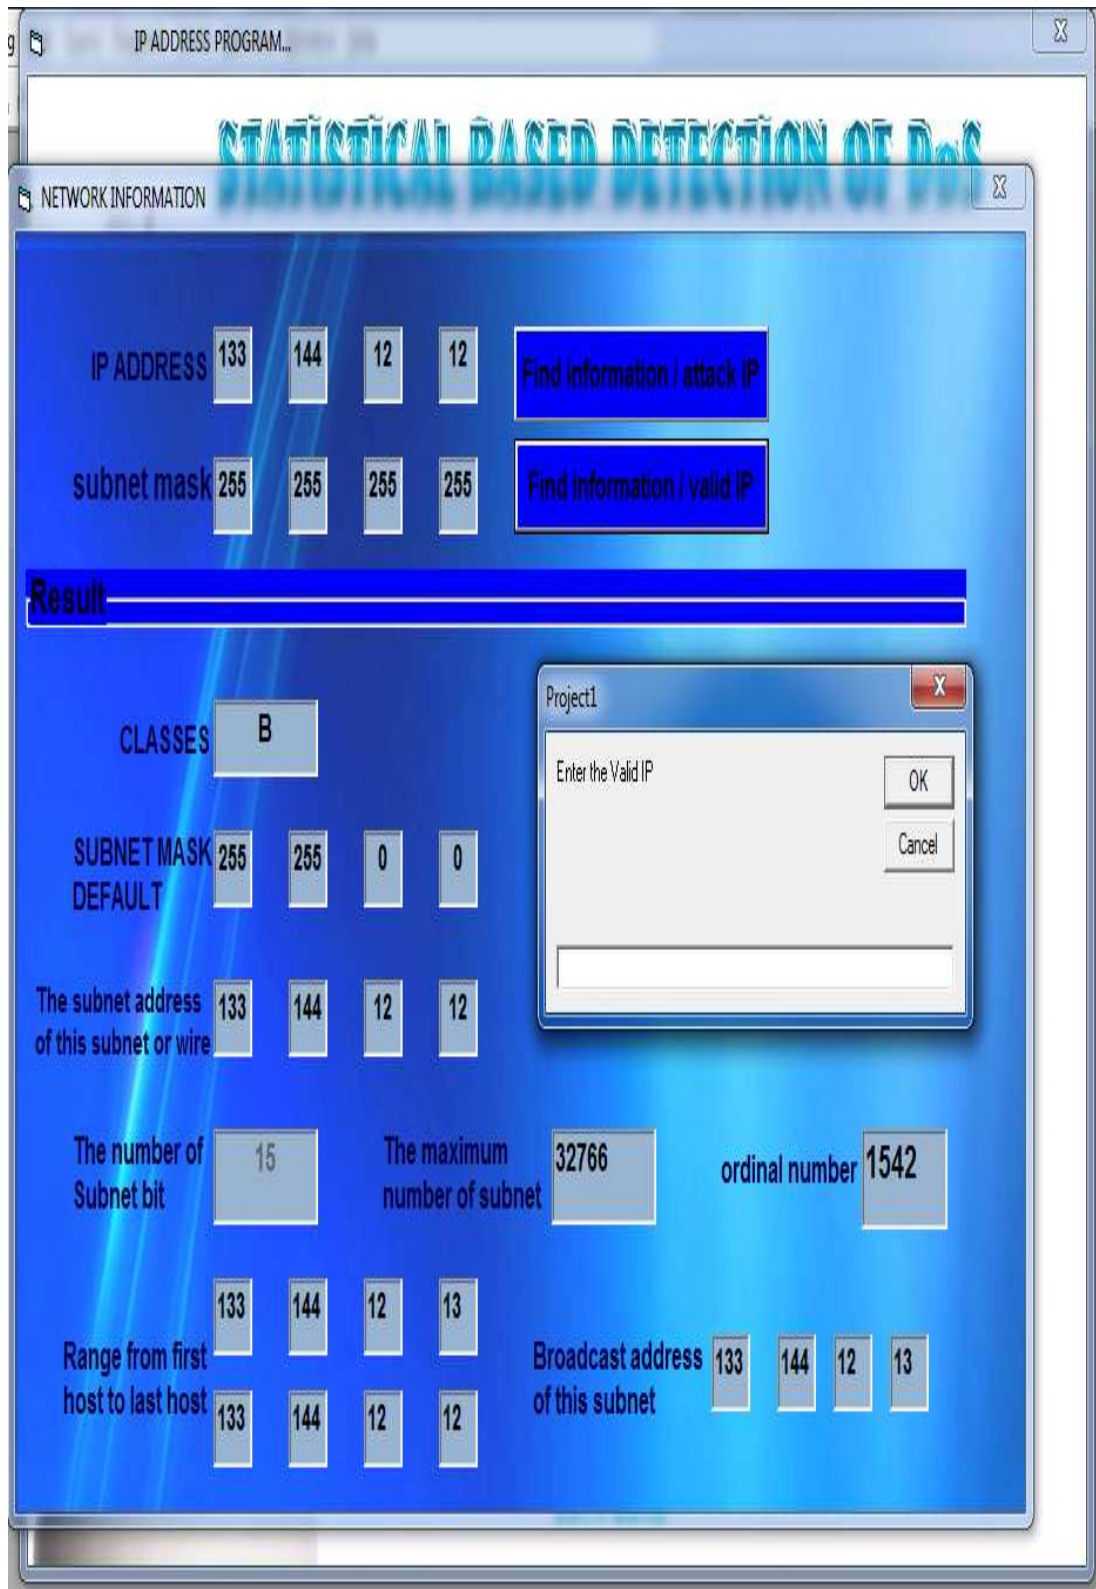 IP ADDRESS PROGRAM...
STATISTICAL BASED DETECTION OF DoS
NETWORK INFORMATION
IP ADDRESS 133 144 12 12 Find information / attack IP
subnet mask 255 255 255 255 Find information / valid IP
Result
CLASSES B
Project1
Enter the Valid IP
OK
Cancel
SUBNET MASK 255 255 0 0
DEFAULT
The subnet address
of this subnet or wire 133 144 12 12
The number of
Subnet bit 15
The maximum
number of subnet 32766
ordinal number 1542
133 144 12 13
Range from first
host to last host
133 144 12 12
Broadcast address
of this subnet 133 144 12 13